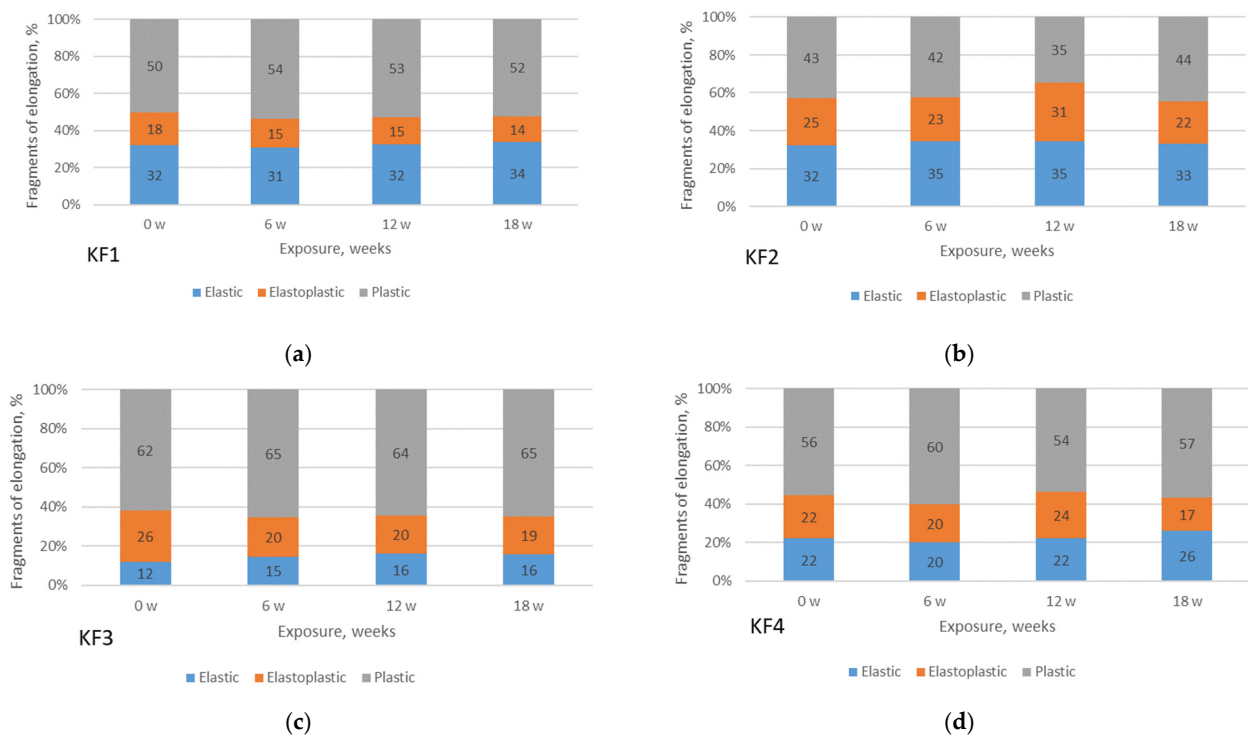 100%
80%
60%
40%
20%
0%
Fragments of elongation, %
50 54 53 52
18 15 15 14
32 31 32 34
0 w 6 w 12 w 18 w
Exposure, weeks
KF1
Elastic Elastoplastic Plastic
(a)
100%
80%
60%
40%
20%
0%
Fragments of elongation, %
43 42 35 44
25 23 31 22
32 35 35 33
0 w 6 w 12 w 18 w
Exposure, weeks
KF2
Elastic Elastoplastic Plastic
(b)
100%
80%
60%
40%
20%
0%
Fragments of elongation, %
62 65 64 65
26 20 20 19
12 15 16 16
0 w 6 w 12 w 18 w
Exposure, weeks
KF3
Elastic Elastoplastic Plastic
(c)
100%
80%
60%
40%
20%
0%
Fragments of elongation, %
56 60 54 57
22 20 24 17
22 20 22 26
0 w 6 w 12 w 18 w
Exposure, weeks
KF4
Elastic Elastoplastic Plastic
(d)